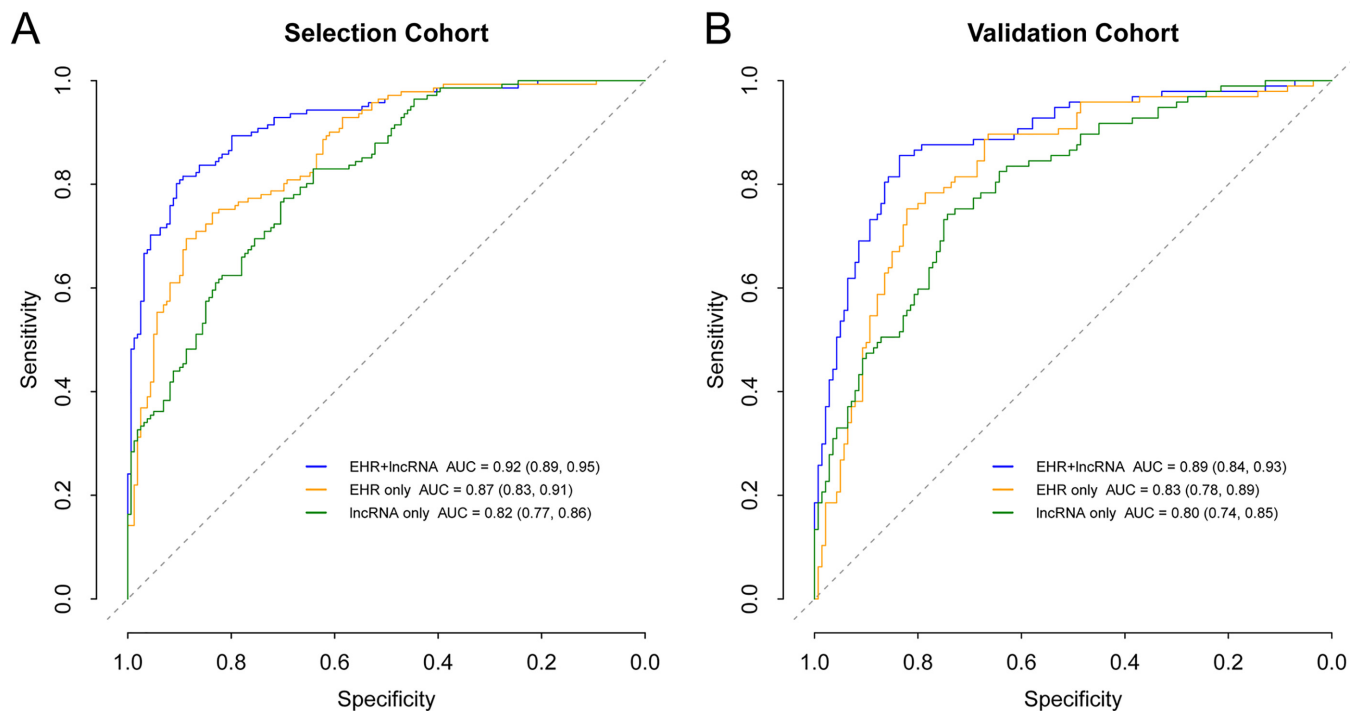 A
Selection Cohort
Sensitivity
1.0
0.8
0.6
0.4
0.2
0.0
EHR+lncRNA AUC = 0.92 (0.89, 0.95)
EHR only AUC = 0.87 (0.83, 0.91)
lncRNA only AUC = 0.82 (0.77, 0.86)
1.0 0.8 0.6 0.4 0.2 0.0
Specificity
B
Validation Cohort
Sensitivity
1.0
0.8
0.6
0.4
0.2
0.0
EHR+lncRNA AUC = 0.89 (0.84, 0.93)
EHR only AUC = 0.83 (0.78, 0.89)
lncRNA only AUC = 0.80 (0.74, 0.85)
1.0 0.8 0.6 0.4 0.2 0.0
Specificity